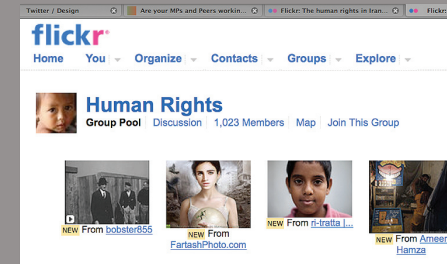 Twitter / Design
Are your MPs and Peers workin...
Flickr: The human rights in Iran...
Flickr:
flickr
Home You Organize Contacts Groups Explore
Human Rights
Group Pool Discussion 1,023 Members Map Join This Group
NEW From bobster855
NEW From
FartashPhoto.com
NEW From ri-tratta |...
NEW From Ameer
Hamza